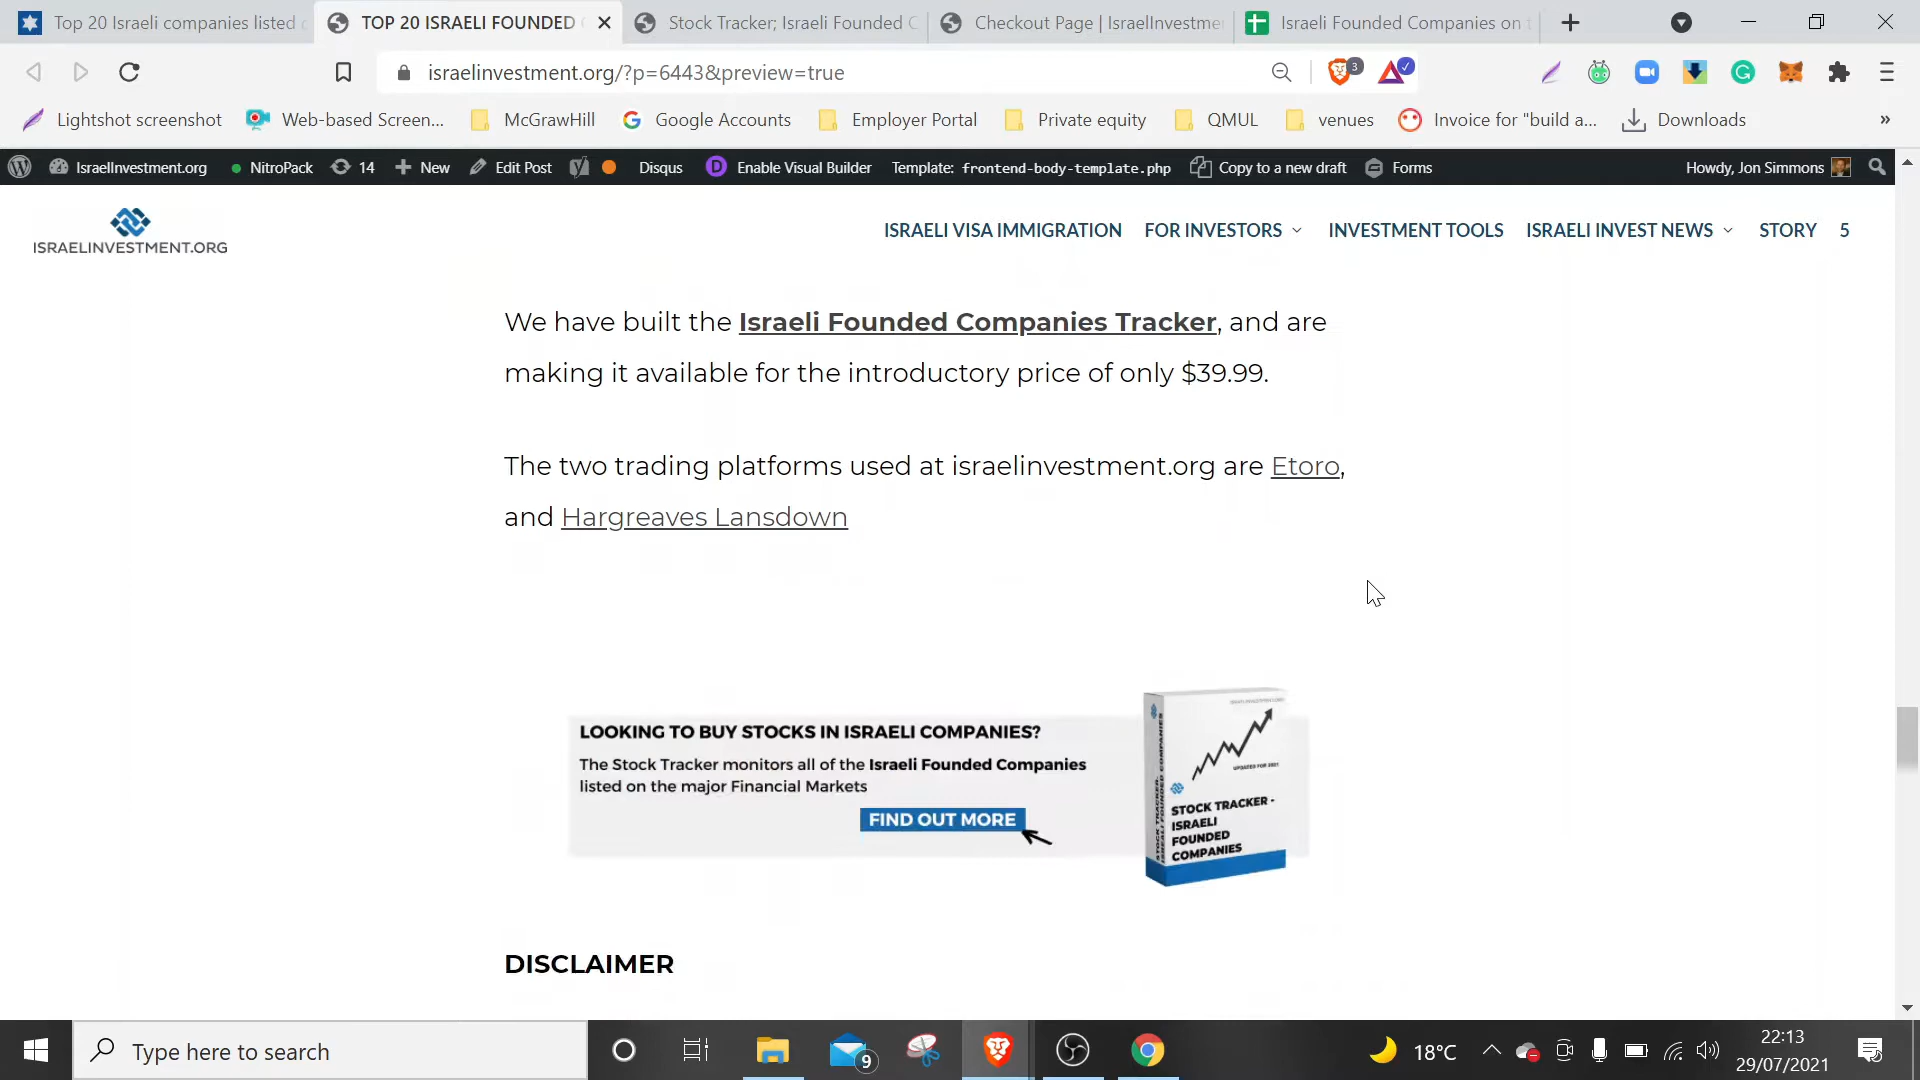 Top 20 Israeli companies listed
TOP 20 ISRAELI FOUNDED
Stock Tracker; Israeli Founded C
Checkout Page | IsraelInvestme
Israeli Founded Companies on t
israelinvestment.org/?p=6443&preview=true
3
Lightshot screenshot
Web-based Screen...
McGrawHill
Google Accounts
Employer Portal
Private equity
QMUL
venues
Invoice for "build a...
Downloads
»
IsraelInvestment.org
NitroPack
14
New
Edit Post
Disqus
Enable Visual Builder
Template: frontend-body-template.php
Copy to a new draft
Forms
Howdy, Jon Simmons
ISRAELINVESTMENT.ORG
ISRAELI VISA IMMIGRATION
FOR INVESTORS
INVESTMENT TOOLS
ISRAELI INVEST NEWS
STORY
5
We have built the Israeli Founded Companies Tracker, and are
making it available for the introductory price of only $39.99.
The two trading platforms used at israelinvestment.org are Etoro,
and Hargreaves Lansdown
LOOKING TO BUY STOCKS IN ISRAELI COMPANIES?
The Stock Tracker monitors all of the Israeli Founded Companies
listed on the major Financial Markets
FIND OUT MORE
UPDATED FOR 2021
STOCK TRACKER -
ISRAELI
FOUNDED
COMPANIES
DISCLAIMER
Type here to search
9
18°C
22:13
29/07/2021